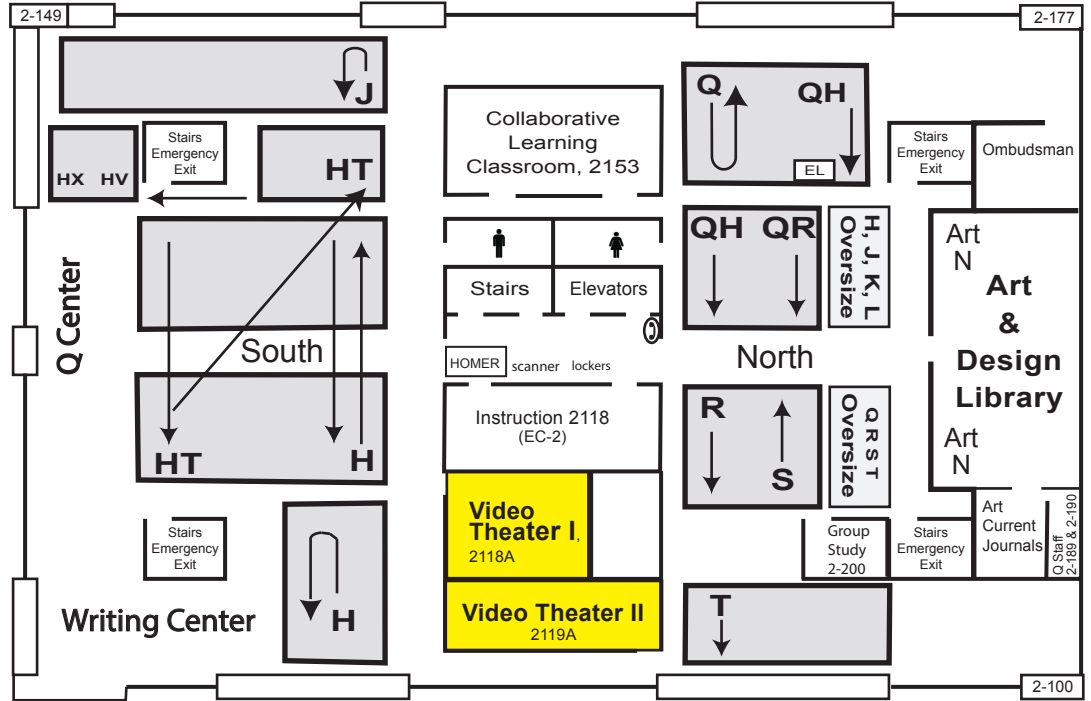 2-149
2-177
J
Stairs
Emergency
Exit
HX HV
HT
Collaborative
Learning
Classroom, 2153
Q
QH
EL
Stairs
Emergency
Exit
Ombudsman
QH QR
H, J, K, L
Oversize
Art
N
Art
&
Design
Library
Art
N
Stairs
Elevators
Q Center
South
North
HOMER
scanner lockers
Instruction 2118
(EC-2)
R
S
Q R S T
Oversize
HT
H
Video
Theater I,
2118A
Video Theater II
2119A
Group
Study
2-200
Stairs
Emergency
Exit
Art
Current
Journals
Q Staff
2-189 & 2-190
Stairs
Emergency
Exit
Writing Center
H
T
2-100